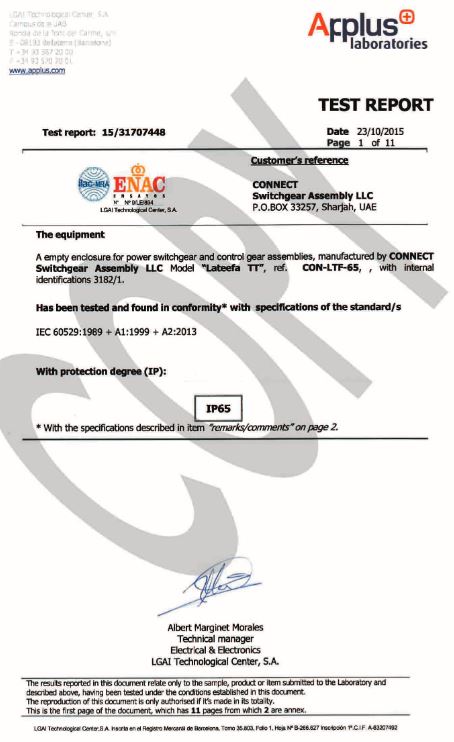 LGAI Technological Center, S.A.
Campus de la UAB
Ronda de la Font del Carme, s/n
E - 08193 Bellaterra (Barcelona)
T +34 93 567 20 00
www.applus.com
Applus+
laboratories
TEST REPORT
Test report: 15/31707448
Date 23/10/2015
Page 1 of 11
Customer's reference
ilac-MRA
ENAC
ENSAYOS
LGAI Technological Center, S.A.
CONNECT
Switchgear Assembly LLC
P.O.BOX 33257, Sharjah, UAE
The equipment
A empty enclosure for power switchgear and control gear assemblies, manufactured by CONNECT
Switchgear Assembly LLC Model "Lateefa TT", ref. CON-LTF-65, , with internal
identifications 3182/1.
Has been tested and found in conformity* with specifications of the standard/s
IEC 60529:1989 + A1:1999 + A2:2013
With protection degree (IP):
IP65
* With the specifications described in item "remarks/comments" on page 2.
COPY
Albert Marginet Morales
Technical manager
Electrical & Electronics
LGAI Technological Center, S.A.
The results reported in this document relate only to the sample, product or item submitted to the Laboratory and
described above, having been tested under the conditions established in this document.
The reproduction of this document is only authorised if it's made in its totality.
This is the first page of the document, which has 11 pages from which 2 are annex.
LGAI Technological Center,S.A. Inscrita en el Registro Mercantil de Barcelona, Tomo 35.803, Folio 1, Hoja Nº B-266.627 Inscripción 1ª.C.I.F. A-63207492